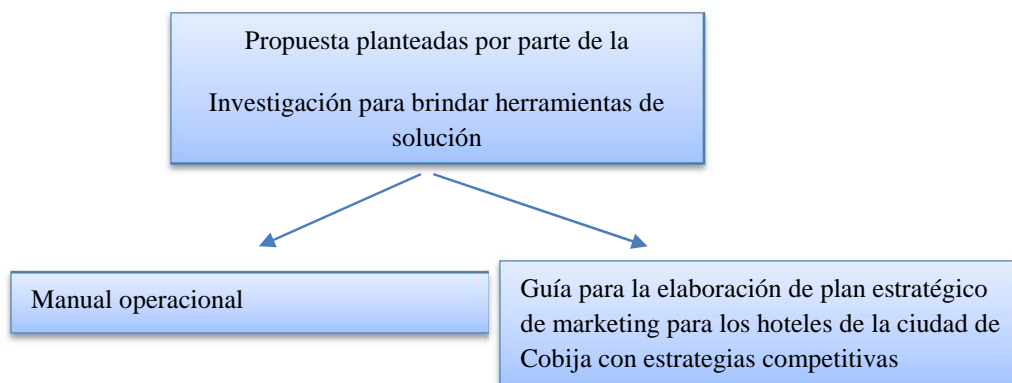 Propuesta planteadas por parte de la
Investigación para brindar herramientas de
solución
Manual operacional
Guía para la elaboración de plan estratégico
de marketing para los hoteles de la ciudad de
Cobija con estrategias competitivas